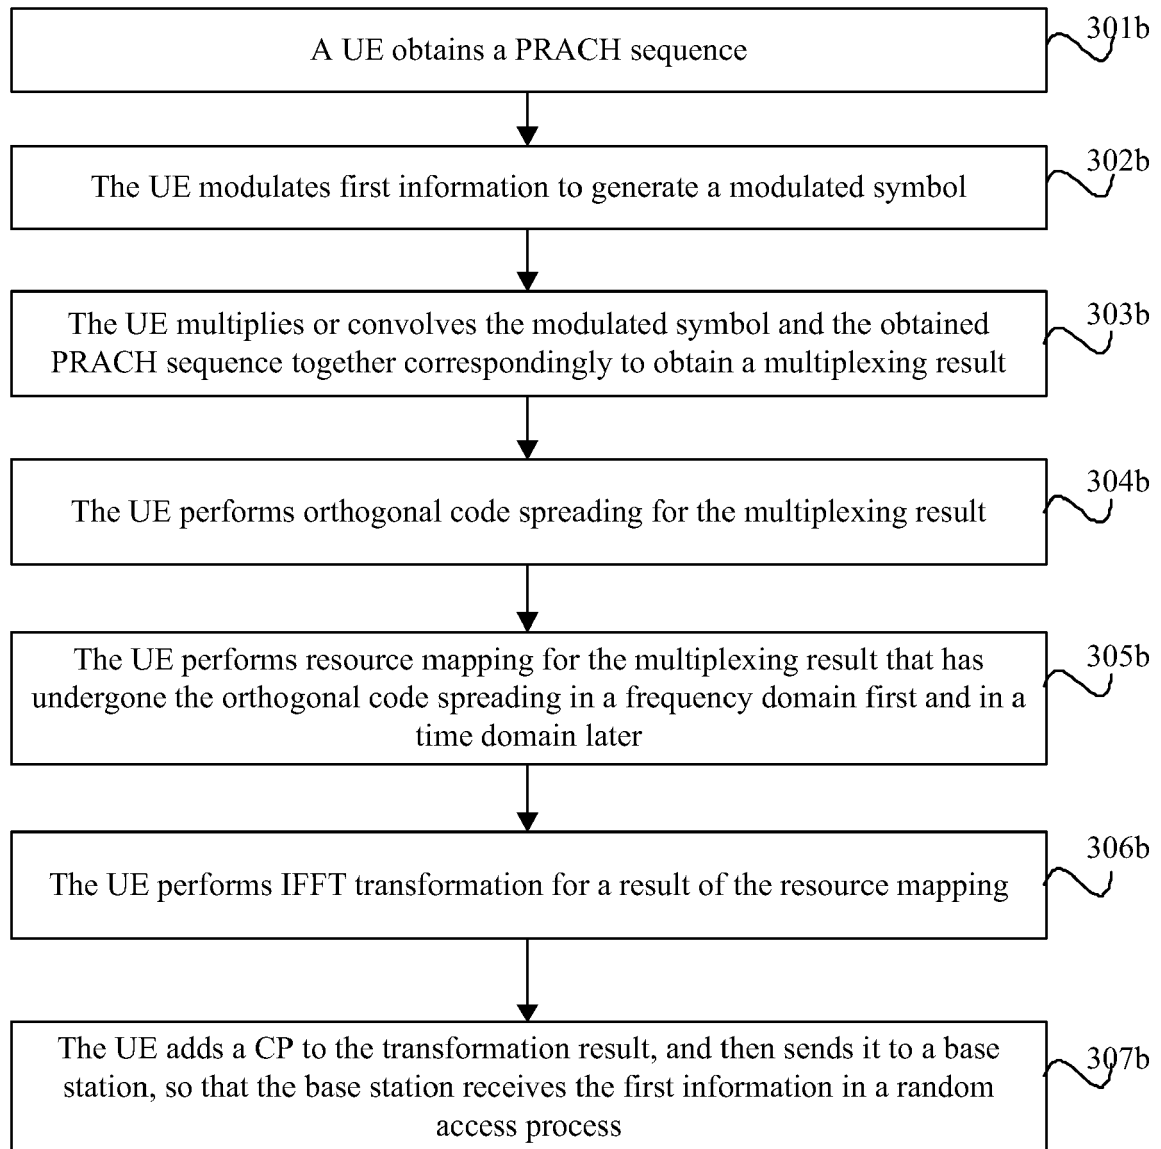 A UE obtains a PRACH sequence
301b
The UE modulates first information to generate a modulated symbol
302b
The UE multiplies or convolves the modulated symbol and the obtained
PRACH sequence together correspondingly to obtain a multiplexing result
303b
The UE performs orthogonal code spreading for the multiplexing result
304b
The UE performs resource mapping for the multiplexing result that has
undergone the orthogonal code spreading in a frequency domain first and in a
time domain later
305b
The UE performs IFFT transformation for a result of the resource mapping
306b
The UE adds a CP to the transformation result, and then sends it to a base
station, so that the base station receives the first information in a random
access process
307b